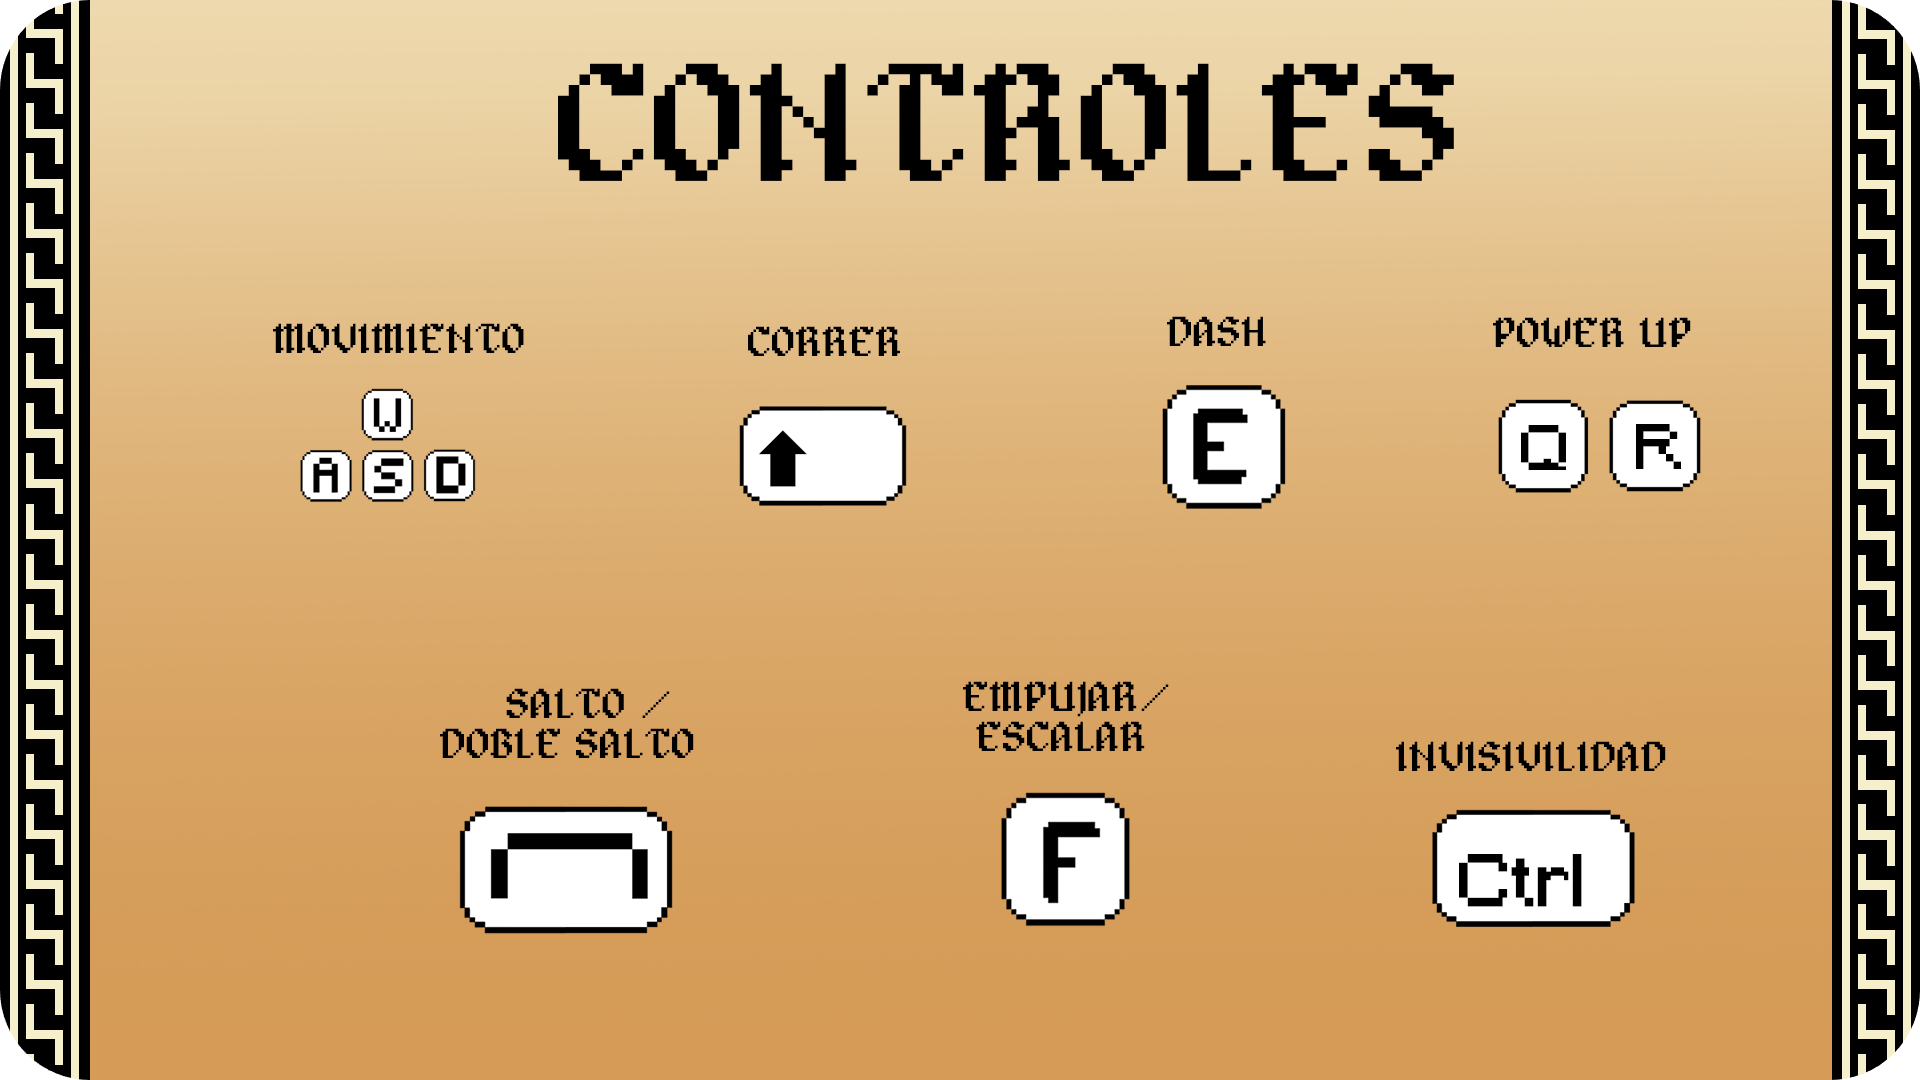 CONTROLES
MOVIMIENTO
CORRER
DASH
POWER UP
W
A S D
E
Q R
SALTO /
DOBLE SALTO
EMPUJAR/
ESCALAR
INVISIVILIDAD
F
Ctrl